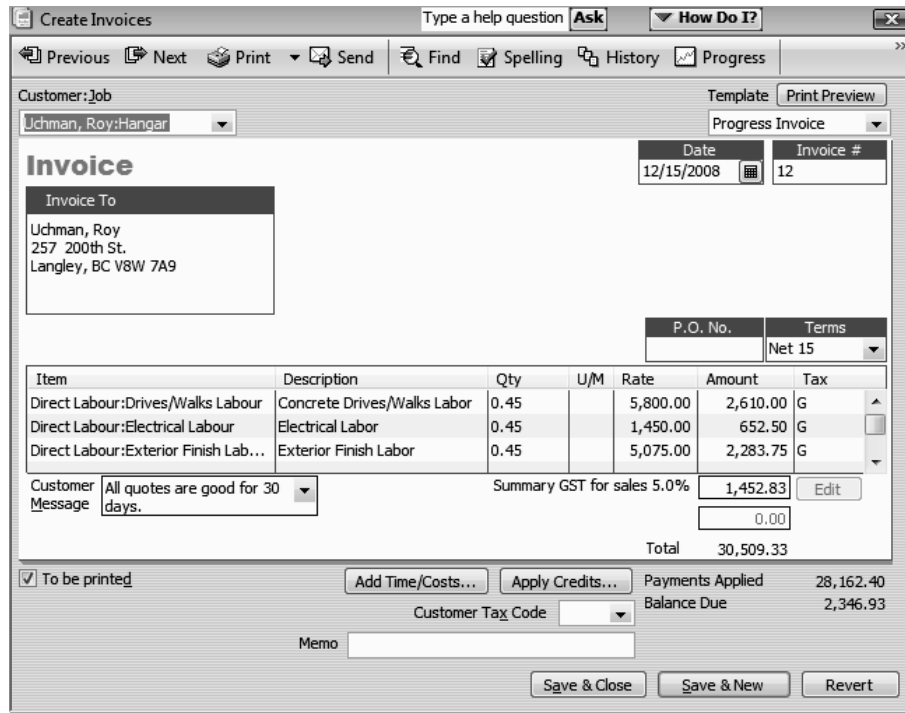 Create Invoices Type a help question Ask How Do I?
Previous Next Print Send Find Spelling History Progress
Customer:Job Template Print Preview
Uchman, Roy:Hangar Progress Invoice
Invoice Date Invoice #
12/15/2008 12
Invoice To
Uchman, Roy
257 200th St.
Langley, BC V8W 7A9
P.O. No. Terms
Net 15
Item Description Qty U/M Rate Amount Tax
Direct Labour:Drives/Walks Labour Concrete Drives/Walks Labor 0.45 5,800.00 2,610.00 G
Direct Labour:Electrical Labour Electrical Labor 0.45 1,450.00 652.50 G
Direct Labour:Exterior Finish Lab... Exterior Finish Labor 0.45 5,075.00 2,283.75 G
Customer Message All quotes are good for 30 days. Summary GST for sales 5.0% 1,452.83 Edit
0.00
Total 30,509.33
To be printed Add Time/Costs... Apply Credits... Payments Applied 28,162.40
Customer Tax Code Balance Due 2,346.93
Memo
Save & Close Save & New Revert